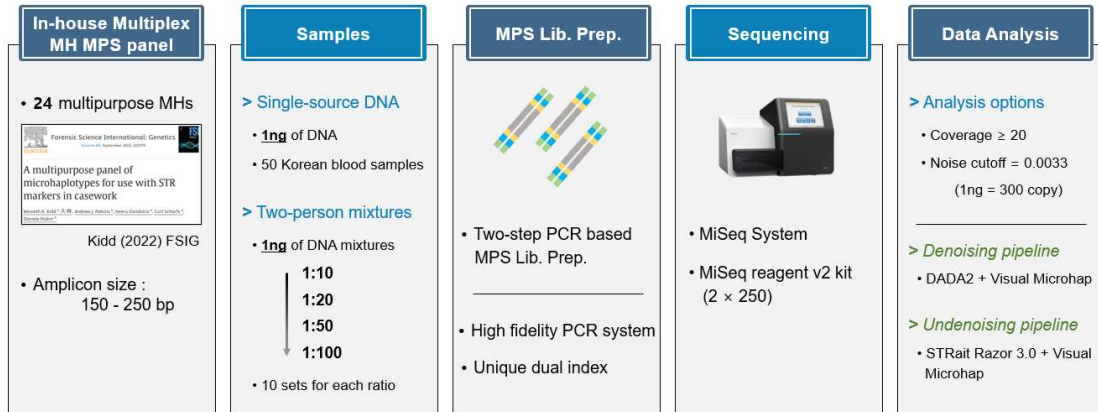 In-house Multiplex
MH MPS panel
• 24 multipurpose MHs
ELSEVIER
Forensic Science International: Genetics
A multipurpose panel of
microhaplotypes for use with STR
markers in casework
Kidd (2022) FSIG
• Amplicon size :
150 - 250 bp
Samples
> Single-source DNA
• 1ng of DNA
• 50 Korean blood samples
> Two-person mixtures
• 1ng of DNA mixtures
1:10
1:20
1:50
1:100
• 10 sets for each ratio
MPS Lib. Prep.
• Two-step PCR based
MPS Lib. Prep.
• High fidelity PCR system
• Unique dual index
Sequencing
• MiSeq System
• MiSeq reagent v2 kit
(2 × 250)
Data Analysis
> Analysis options
• Coverage ≥ 20
• Noise cutoff = 0.0033
(1ng = 300 copy)
> Denoising pipeline
• DADA2 + Visual Microhap
> Undenoising pipeline
• STRait Razor 3.0 + Visual
Microhap